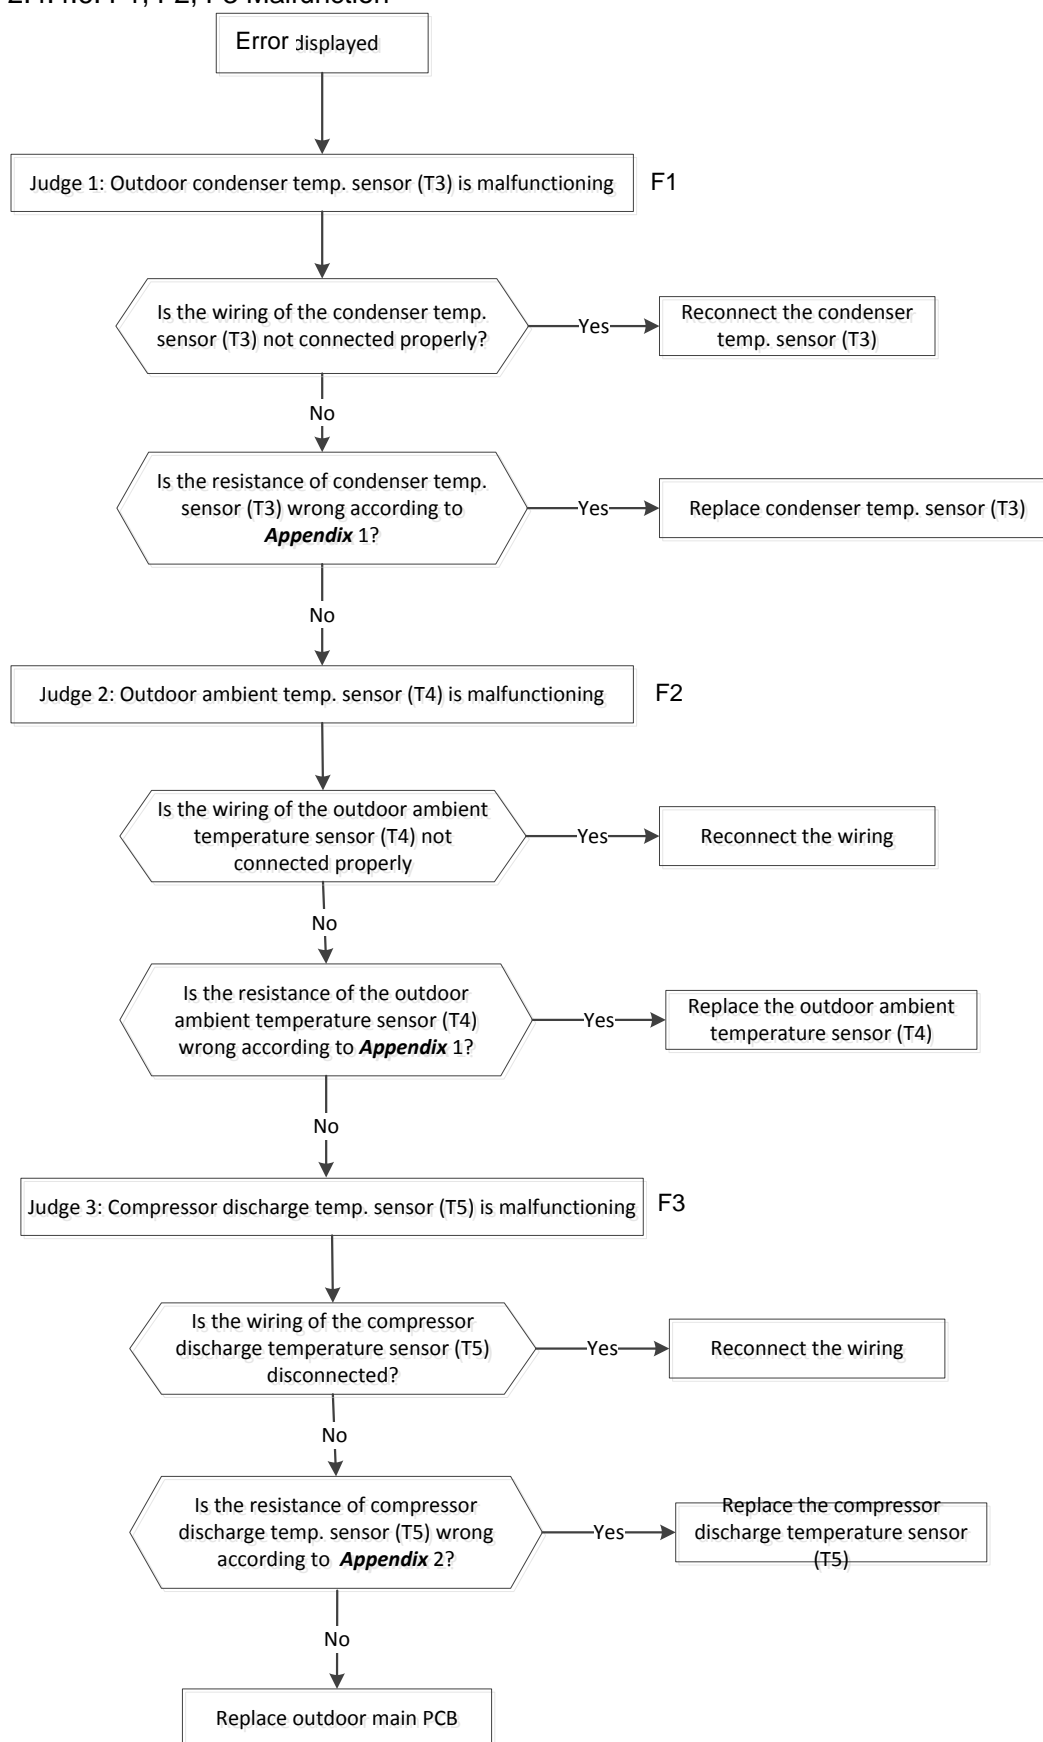 F1, F2, F3 Malfunction
Error displayed
Judge 1: Outdoor condenser temp. sensor (T3) is malfunctioning
F1
Is the wiring of the condenser temp.
sensor (T3) not connected properly?
Yes
Reconnect the condenser
temp. sensor (T3)
No
Is the resistance of condenser temp.
sensor (T3) wrong according to
Appendix 1?
Yes
Replace condenser temp. sensor (T3)
No
Judge 2: Outdoor ambient temp. sensor (T4) is malfunctioning
F2
Is the wiring of the outdoor ambient
temperature sensor (T4) not
connected properly
Yes
Reconnect the wiring
No
Is the resistance of the outdoor
ambient temperature sensor (T4)
wrong according to Appendix 1?
Yes
Replace the outdoor ambient
temperature sensor (T4)
No
Judge 3: Compressor discharge temp. sensor (T5) is malfunctioning
F3
Is the wiring of the compressor
discharge temperature sensor (T5)
disconnected?
Yes
Reconnect the wiring
No
Is the resistance of compressor
discharge temp. sensor (T5) wrong
according to Appendix 2?
Yes
Replace the compressor
discharge temperature sensor
(T5)
No
Replace outdoor main PCB